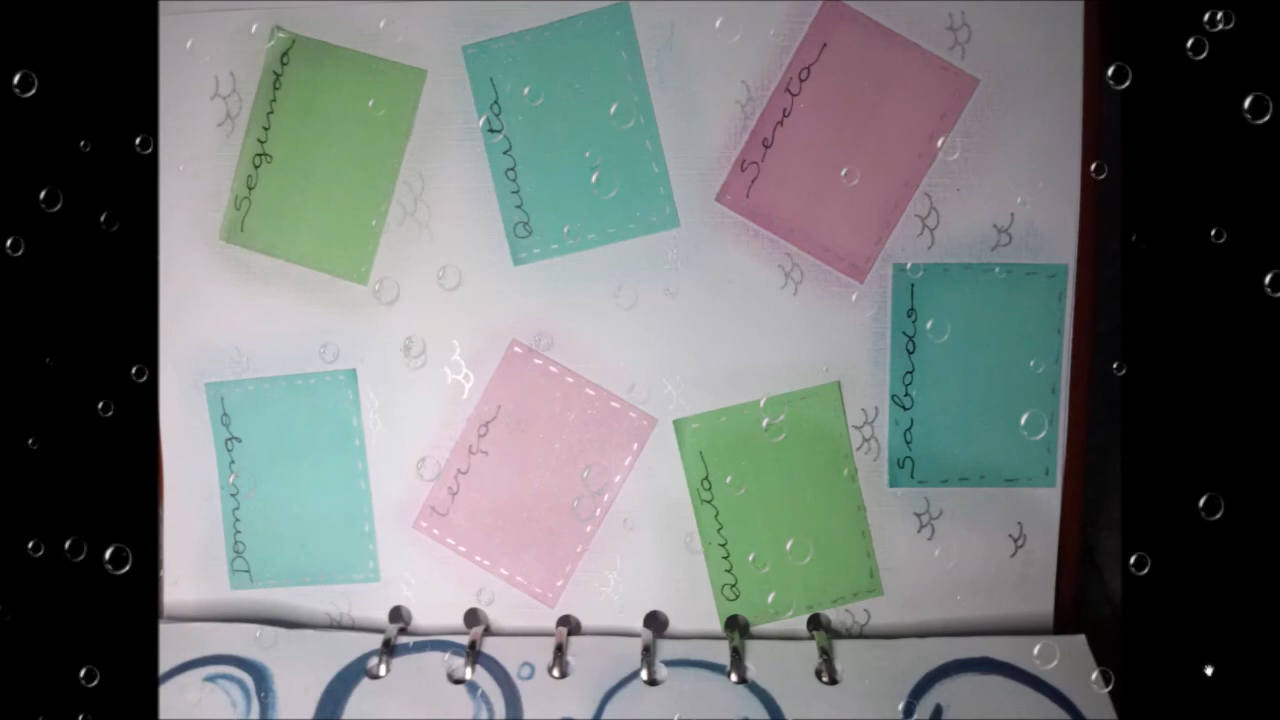 Domingo
Segunda
terça
Quarta
Quinta
Sexta
Sábado